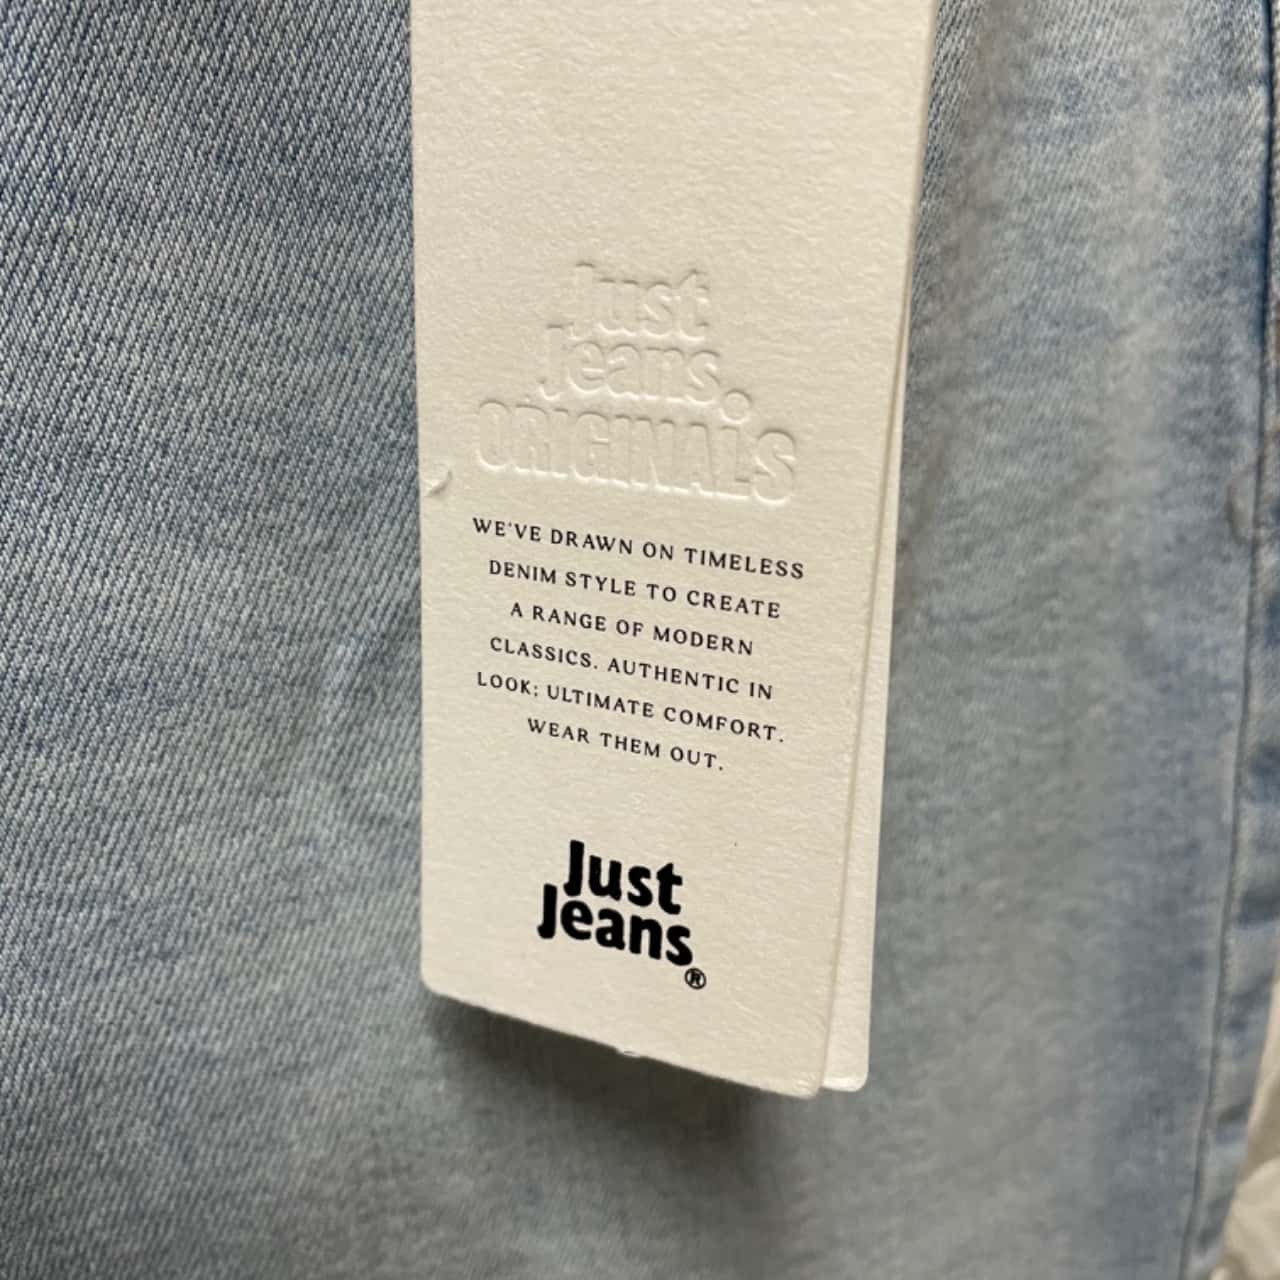 Just
Jeans.
ORIGINALS
WE'VE DRAWN ON TIMELESS
DENIM STYLE TO CREATE
A RANGE OF MODERN
CLASSICS. AUTHENTIC IN
LOOK; ULTIMATE COMFORT.
WEAR THEM OUT.
Just
Jeans®